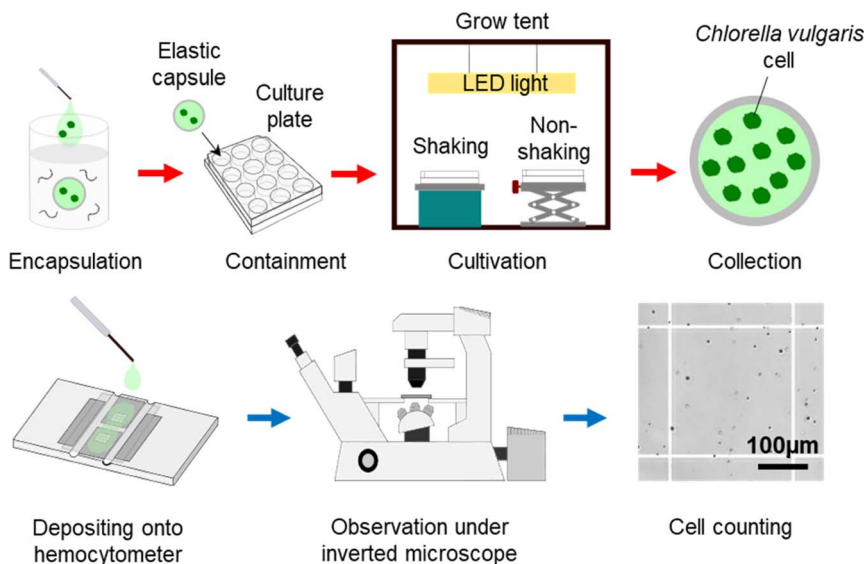 Grow tent
Elastic
capsule
Culture
plate
LED light
Shaking
Non-
shaking
Chlorella vulgaris
cell
Encapsulation
Containment
Cultivation
Collection
100μm
Depositing onto
hemocytometer
Observation under
inverted microscope
Cell counting